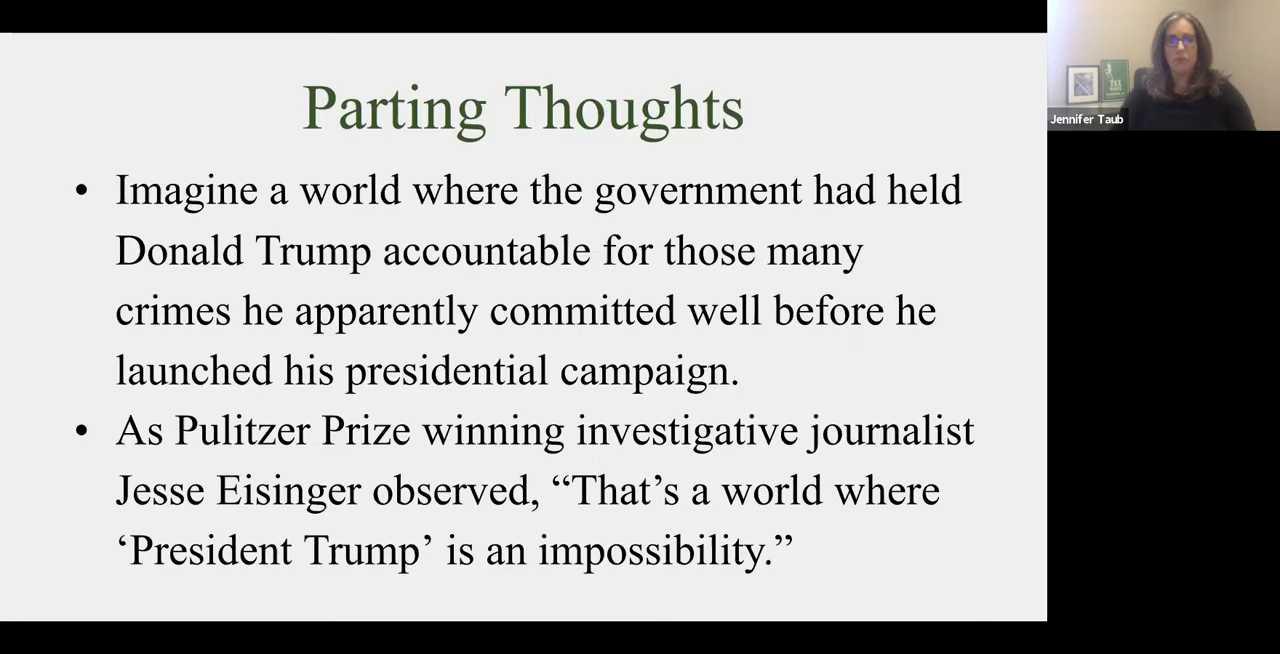 Parting Thoughts
• Imagine a world where the government had held
Donald Trump accountable for those many
crimes he apparently committed well before he
launched his presidential campaign.
• As Pulitzer Prize winning investigative journalist
Jesse Eisinger observed, “That’s a world where
‘President Trump’ is an impossibility.”
Jennifer Taub